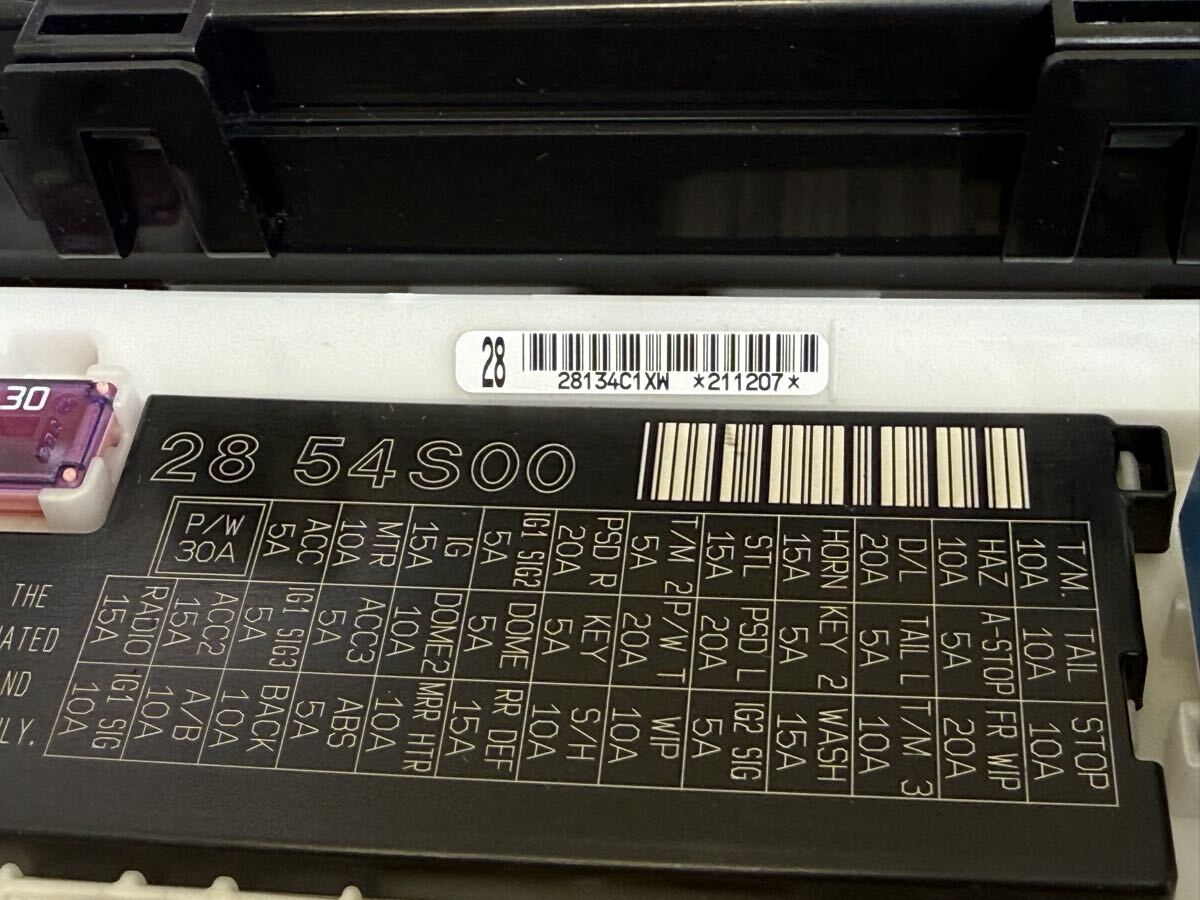 30
28
28134C1XW *211207*
28 54S00
P/W
30A
T/M. TAIL STOP
10A 10A 10A
HAZ A-STOP FR WIP
10A 5A 20A
D/L TAIL L T/M 3
20A 5A 10A
HORN KEY 2 WASH
15A 5A 15A
STL PSD L IG2 SIG
15A 20A 5A
T/M 2 P/W T WIP
5A 20A 10A
PSD R KEY S/H
20A 5A 10A
IG1 SIG2 DOME RR DEF
5A 5A 15A
IG DOME2 MRR HTR
15A 10A 10A
MTR ACC3 ABS
10A 5A 5A
ACC IG1 SIG3 BACK
5A 5A 10A
ACC2 A/B
15A 10A
RADIO IG1 SIG
15A 10A
THE
NATED
ND
LY.